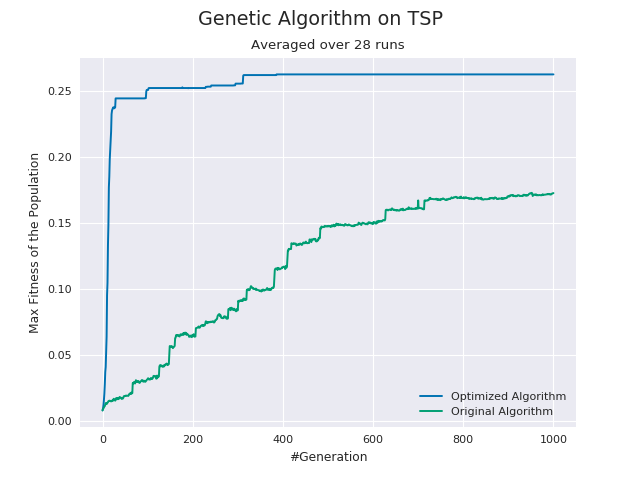 Genetic Algorithm on TSP
Averaged over 28 runs
Max Fitness of the Population
0.25
0.20
0.15
0.10
0.05
0.00
0 200 400 600 800 1000
#Generation
Optimized Algorithm
Original Algorithm